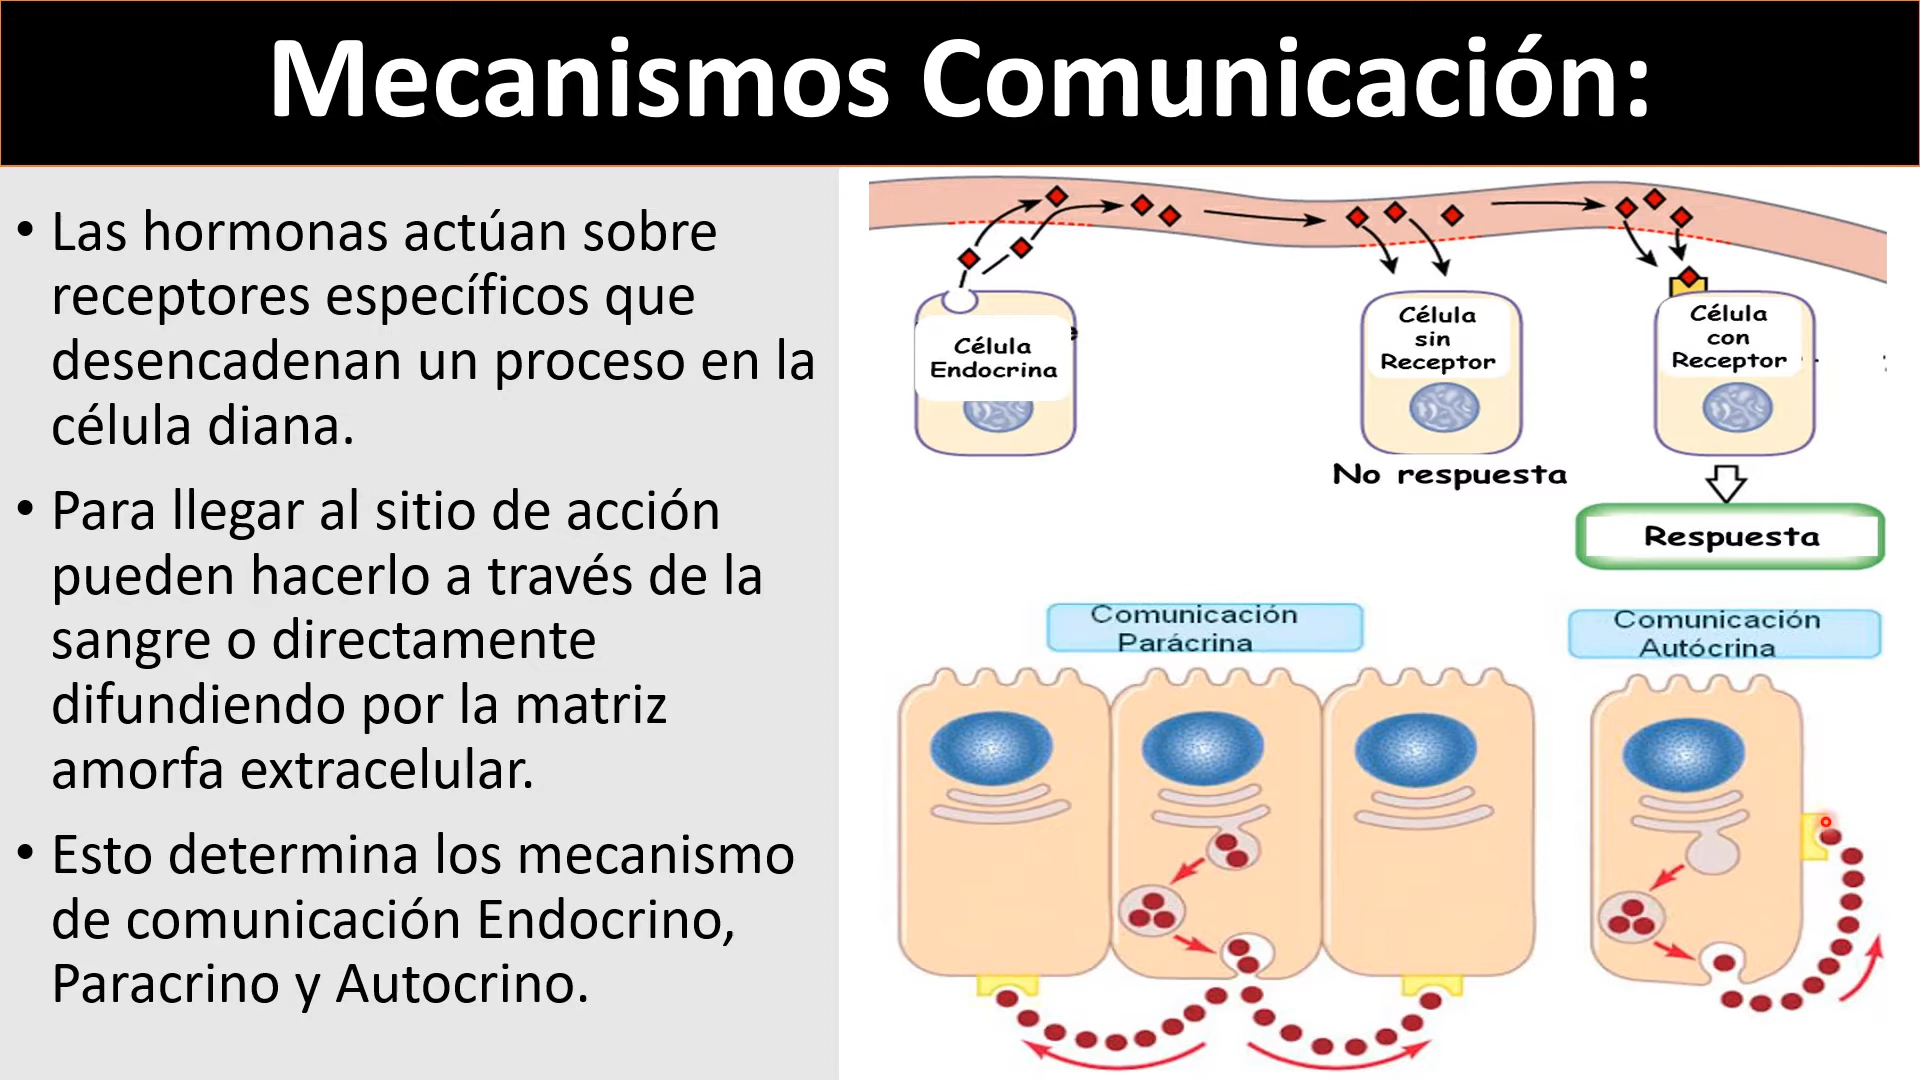 Mecanismos Comunicación:
• Las hormonas actúan sobre
receptores específicos que
desencadenan un proceso en la
célula diana.
• Para llegar al sitio de acción
pueden hacerlo a través de la
sangre o directamente
difundiendo por la matriz
amorfa extracelular.
• Esto determina los mecanismo
de comunicación Endocrino,
Paracrino y Autocrino.
Célula
Endocrina
Célula
sin
Receptor
No respuesta
Célula
con
Receptor
Respuesta
Comunicación
Parácrina
Comunicación
Autócrina